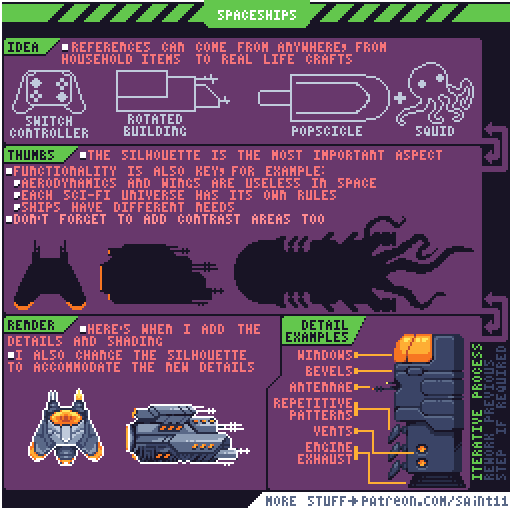 SPACESHIPS
IDEA
REFERENCES CAN COME FROM ANYWHERE, FROM
HOUSEHOLD ITEMS TO REAL LIFE CRAFTS
SWITCH
CONTROLLER
ROTATED
BUILDING
POPSICLE
+
SQUID
THUMBS
THE SILHOUETTE IS THE MOST IMPORTANT ASPECT
FUNCTIONALITY IS ALSO KEY, FOR EXAMPLE:
AERODYNAMICS AND WINGS ARE USELESS IN SPACE
EACH SCI-FI UNIVERSE HAS ITS OWN RULES
SHIPS HAVE DIFFERENT NEEDS
DON'T FORGET TO ADD CONTRAST AREAS TOO
RENDER
HERE'S WHEN I ADD THE
DETAILS AND SHADING
I ALSO CHANGE THE SILHOUETTE
TO ACCOMMODATE THE NEW DETAILS
DETAIL
EXAMPLES
WINDOWS
BEVELS
ANTENNAE
REPETITIVE
PATTERNS
VENTS
ENGINE
EXHAUST
ITERATIVE PROCESS
REWORK PREVIOUS
STEP IF REQUIRED
MORE STUFF→PATREON.COM/SAINT11